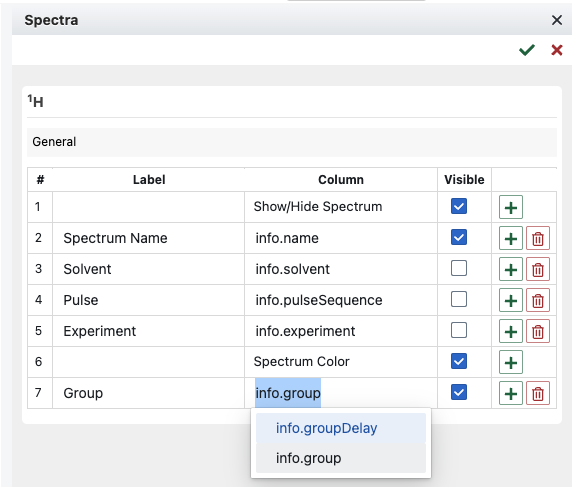 Spectra
¹H
General
# Label Column Visible
1 Show/Hide Spectrum
2 Spectrum Name info.name
3 Solvent info.solvent
4 Pulse info.pulseSequence
5 Experiment info.experiment
6 Spectrum Color
7 Group info.group
info.groupDelay
info.group